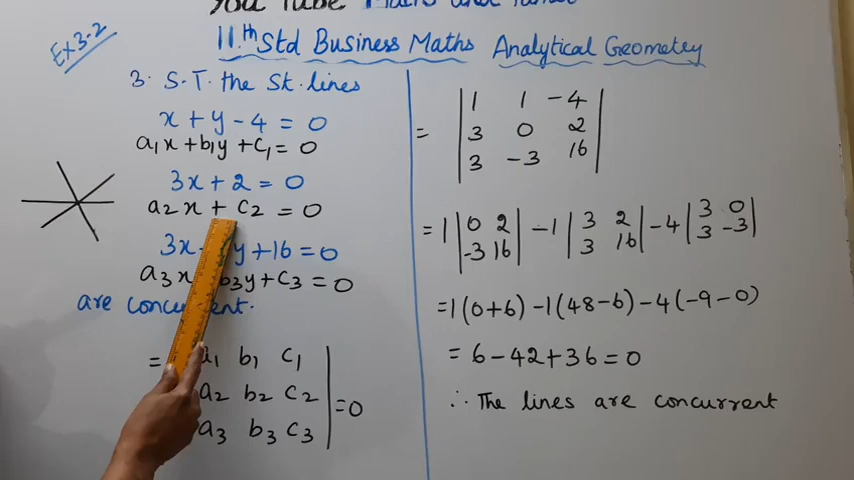 You Tube Maths and
Ex 3-2
11th Std Business Maths Analytical Geometry
3. S.T. the St. lines
x + y - 4 = 0
a₁x + b₁y + c₁ = 0
3x + 2 = 0
a₂x + c₂ = 0
3x - y + 16 = 0
a₃x b₃y + c₃ = 0
are concurrent.
= a₁ b₁ c₁ |
a₂ b₂ c₂ | = 0
a₃ b₃ c₃ |
| 1 1 -4 |
= | 3 0 2 |
| 3 -3 16 |
= 1 | 0 2 | -1 | 3 2 | -4 | 3 0 |
| -3 16 | | 3 16 | | 3 -3 |
= 1(0+6) - 1(48-6) - 4(-9-0)
= 6 - 42 + 36 = 0
∴ The lines are concurrent